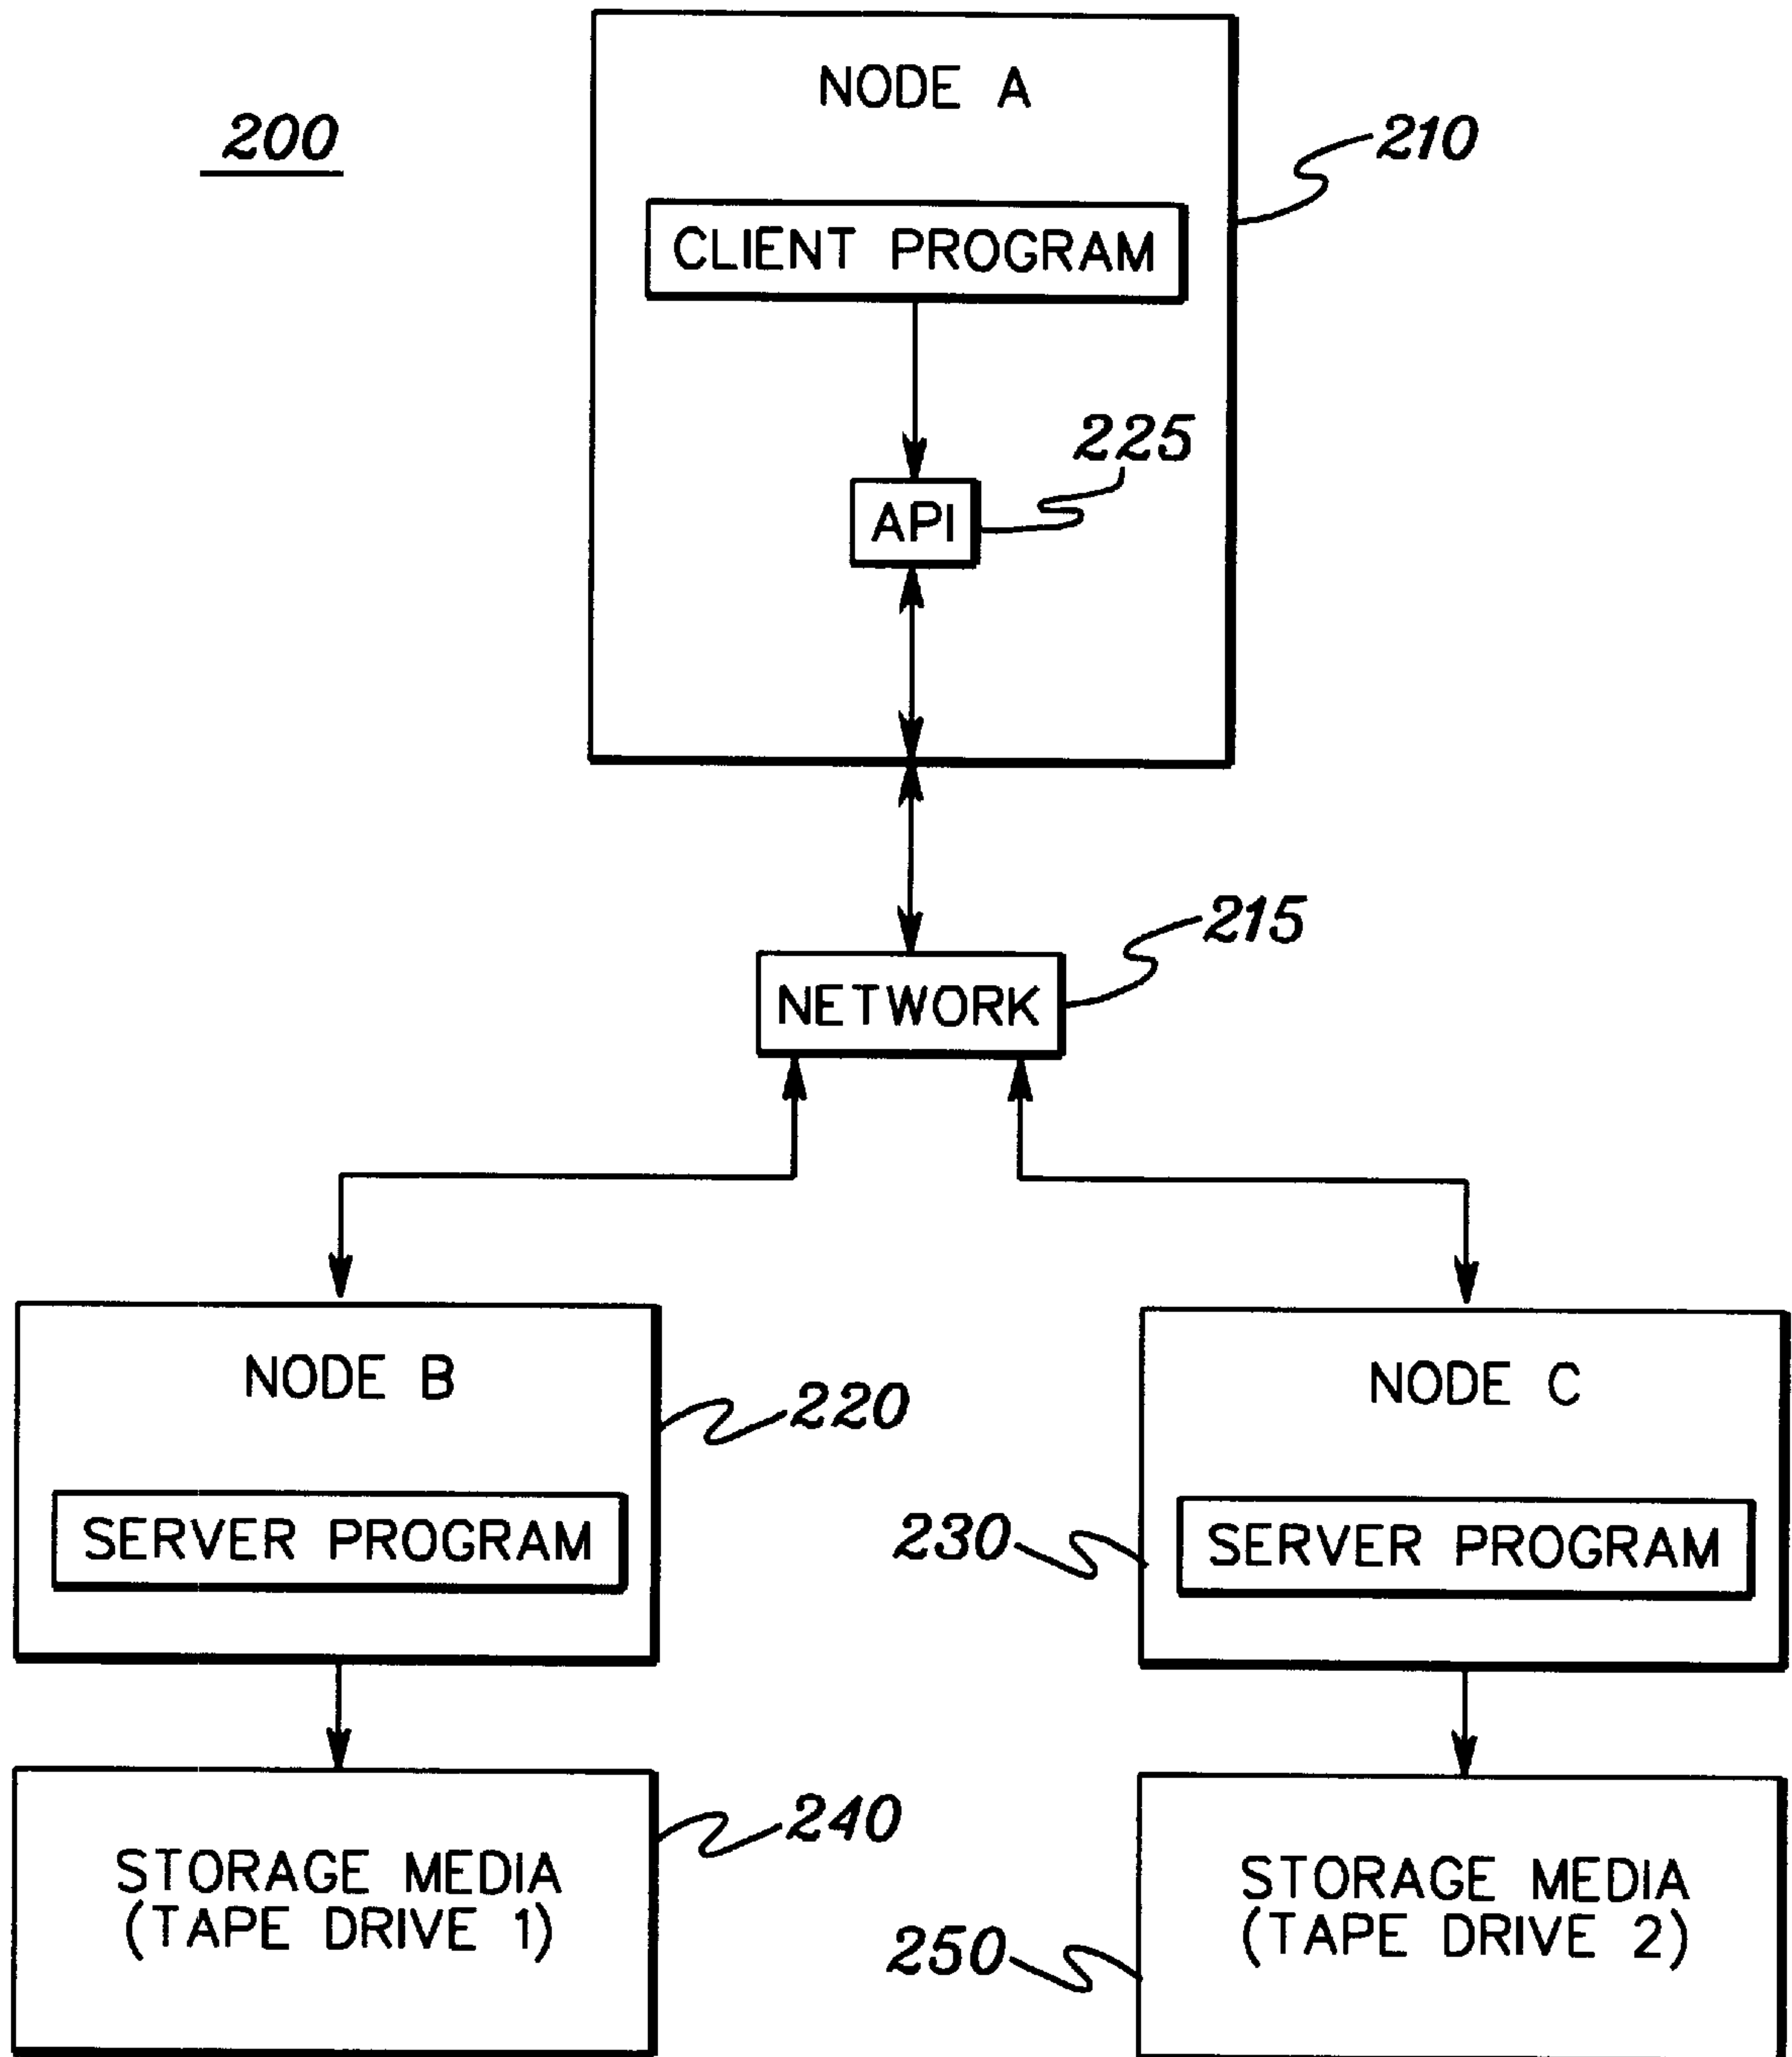 NODE A
200
210
CLIENT PROGRAM
225
API
215
NETWORK
NODE B
NODE C
220
SERVER PROGRAM
230
SERVER PROGRAM
240
STORAGE MEDIA
(TAPE DRIVE 1)
250
STORAGE MEDIA
(TAPE DRIVE 2)